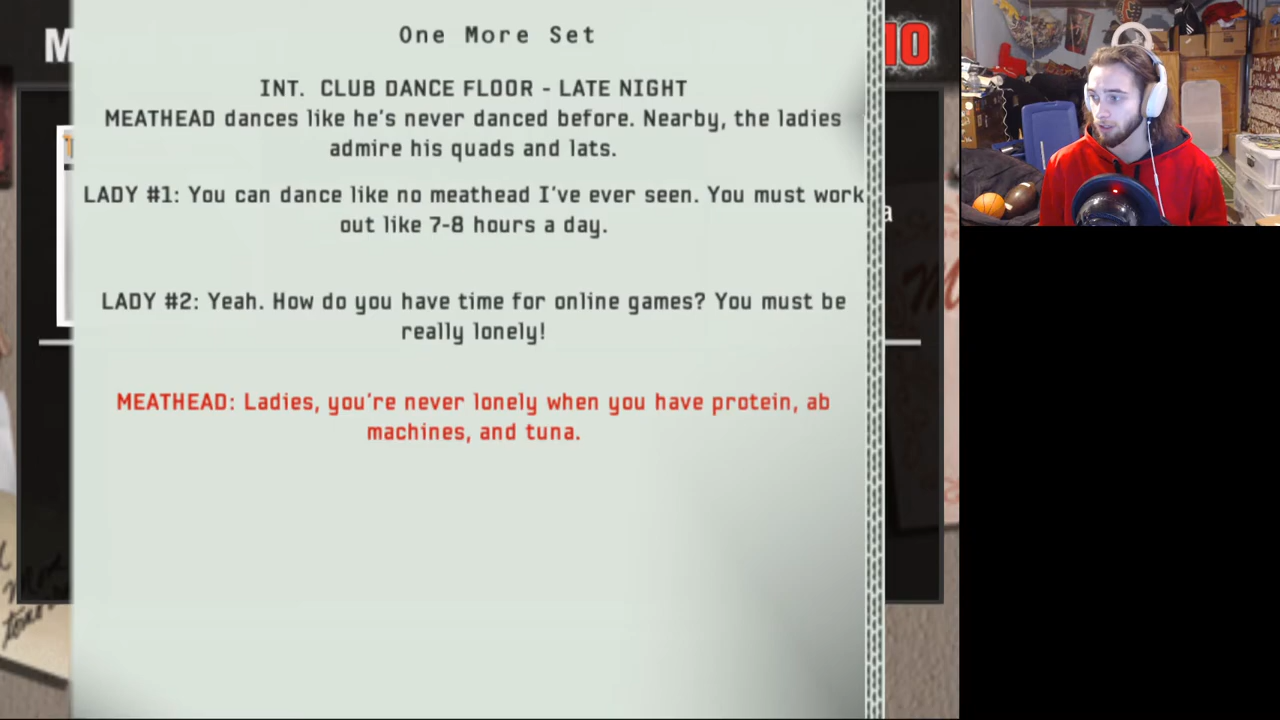 One More Set
M
10
INT. CLUB DANCE FLOOR - LATE NIGHT
MEATHEAD dances like he's never danced before. Nearby, the ladies
admire his quads and lats.
LADY #1: You can dance like no meathead I've ever seen. You must work
out like 7-8 hours a day.
a
LADY #2: Yeah. How do you have time for online games? You must be
really lonely!
MEATHEAD: Ladies, you're never lonely when you have protein, ab
machines, and tuna.